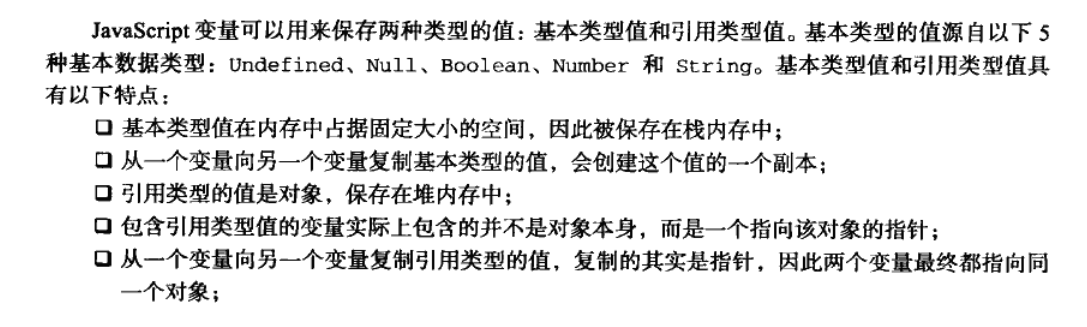 JavaScript 变量可以用来保存两种类型的值：基本类型值和引用类型值。基本类型的值源自以下 5
种基本数据类型：Undefined、Null、Boolean、Number 和 String。基本类型值和引用类型值具
有以下特点：
❑ 基本类型值在内存中占据固定大小的空间，因此被保存在栈内存中；
❑ 从一个变量向另一个变量复制基本类型的值，会创建这个值的一个副本；
❑ 引用类型的值是对象，保存在堆内存中；
❑ 包含引用类型值的变量实际上包含的并不是对象本身，而是一个指向该对象的指针；
❑ 从一个变量向另一个变量复制引用类型的值，复制的其实是指针，因此两个变量最终都指向同
一个对象；